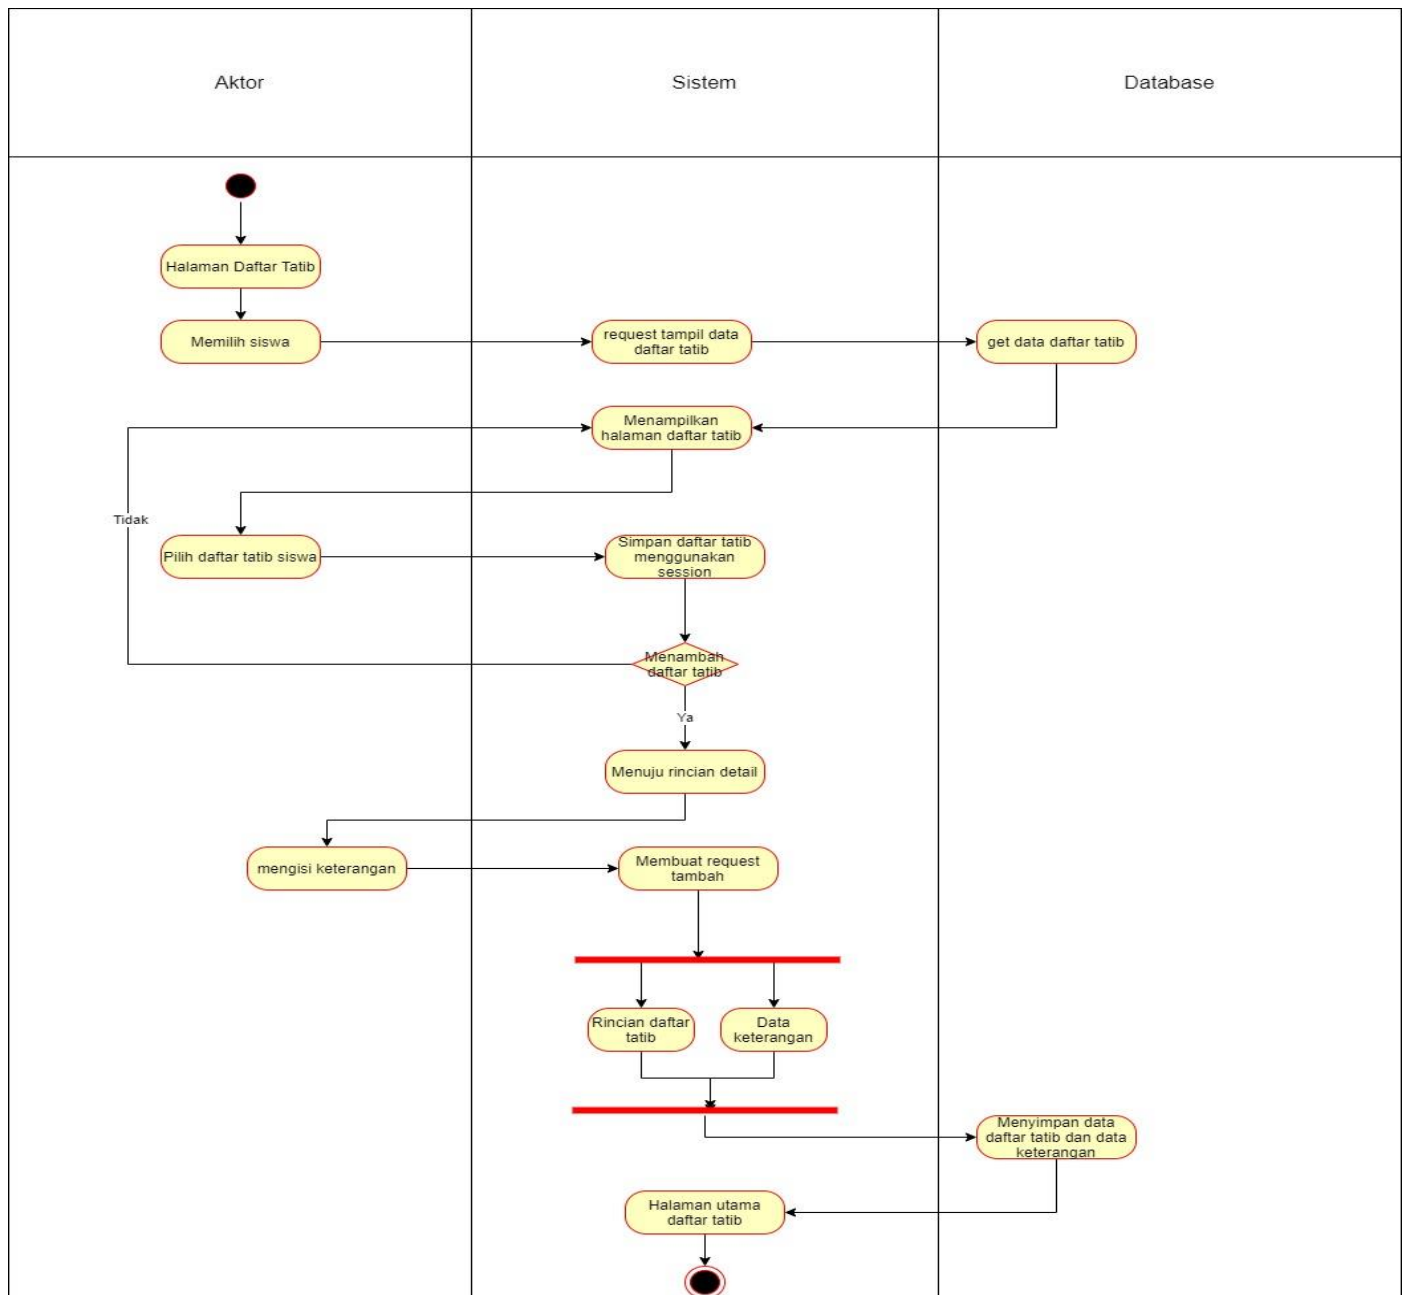 Aktor
Sistem
Database
Halaman Daftar Tatib
Memilih siswa
request tampil data
daftar tatib
get data daftar tatib
Menampilkan
halaman daftar tatib
Tidak
Pilih daftar tatib siswa
Simpan daftar tatib
menggunakan
session
Menambah
daftar tatib
Ya
Menuju rincian detail
mengisi keterangan
Membuat request
tambah
Rincian daftar
tatib
Data
keterangan
Menyimpan data
daftar tatib dan data
keterangan
Halaman utama
daftar tatib